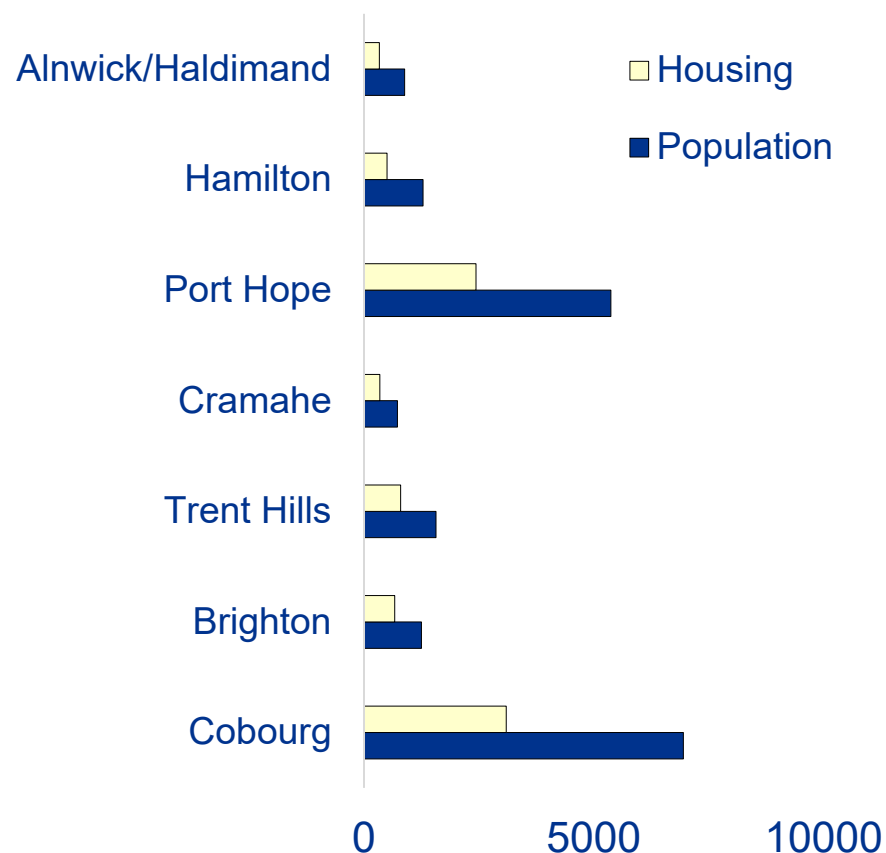 Alnwick/Haldimand
Hamilton
Port Hope
Cramahe
Trent Hills
Brighton
Cobourg
Housing
Population
0 5000 10000